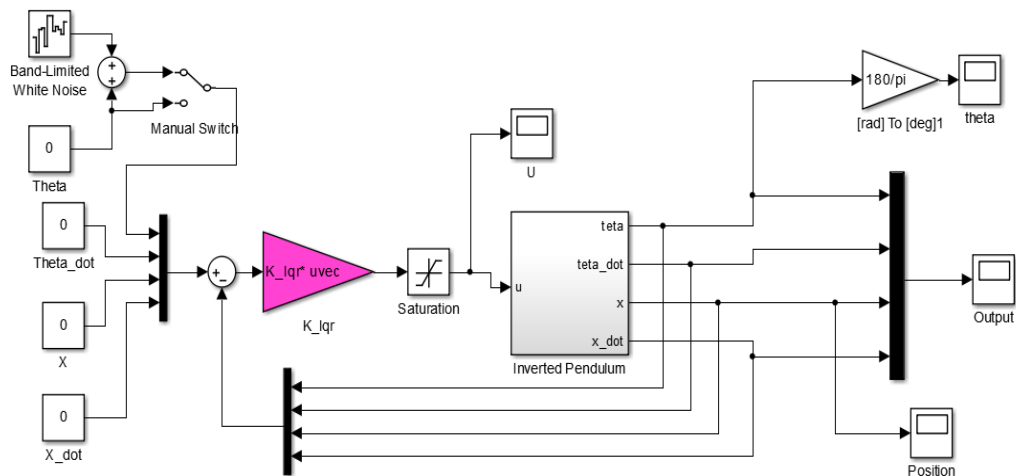 Band-Limited
White Noise
+
+
Manual Switch
0
Theta
0
Theta_dot
0
X
0
X_dot
+
−
K_lqr* uvec
K_lqr
Saturation
U
u
teta
teta_dot
x
x_dot
Inverted Pendulum
180/pi
[rad] To [deg]1
theta
Output
Position